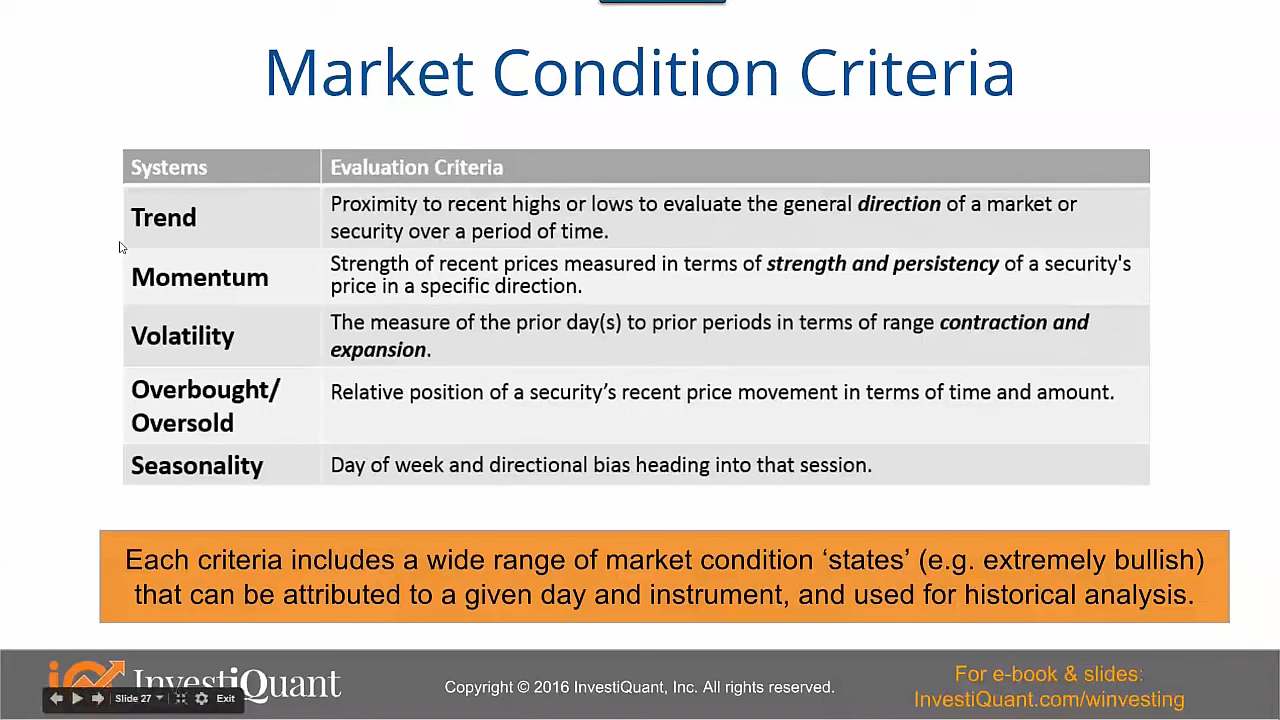 Market Condition Criteria
Systems
Evaluation Criteria
Trend
Proximity to recent highs or lows to evaluate the general direction of a market or
security over a period of time.
Momentum
Strength of recent prices measured in terms of strength and persistency of a security's
price in a specific direction.
Volatility
The measure of the prior day(s) to prior periods in terms of range contraction and
expansion.
Overbought/
Oversold
Relative position of a security’s recent price movement in terms of time and amount.
Seasonality
Day of week and directional bias heading into that session.
Each criteria includes a wide range of market condition ‘states’ (e.g. extremely bullish)
that can be attributed to a given day and instrument, and used for historical analysis.
InvestiQuant
Slide 27
Exit
Copyright © 2016 InvestiQuant, Inc. All rights reserved.
For e-book & slides:
InvestiQuant.com/winvesting